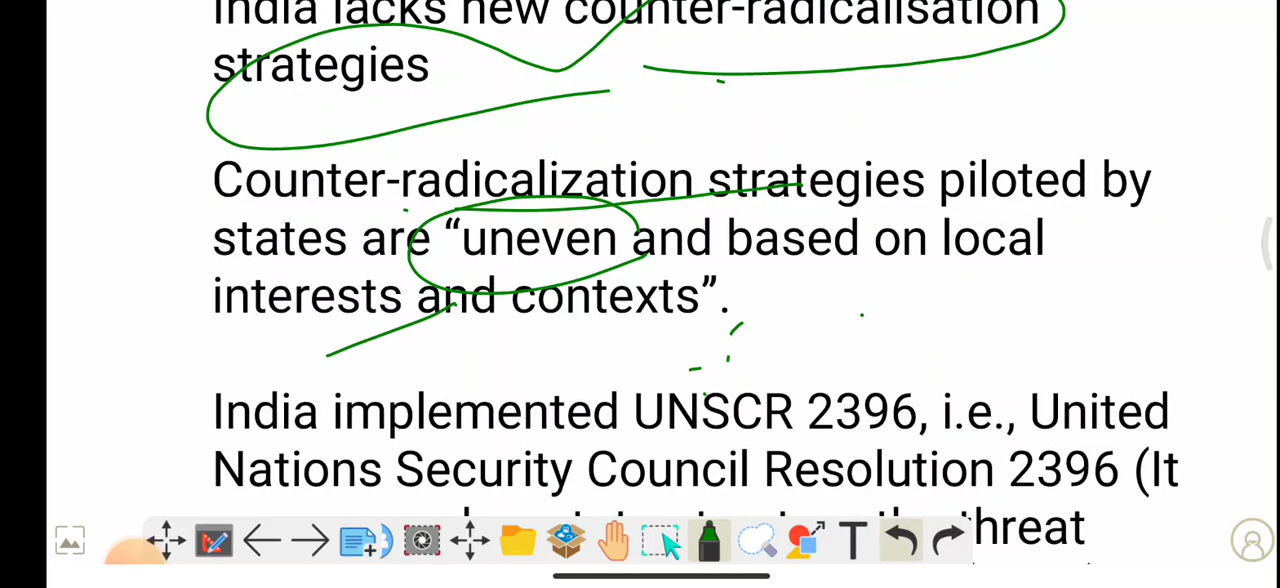 India lacks new counter-radicalisation
strategies
Counter-radicalization strategies piloted by
states are “uneven and based on local
interests and contexts”.
India implemented UNSCR 2396, i.e., United
Nations Security Council Resolution 2396 (It
threat
T